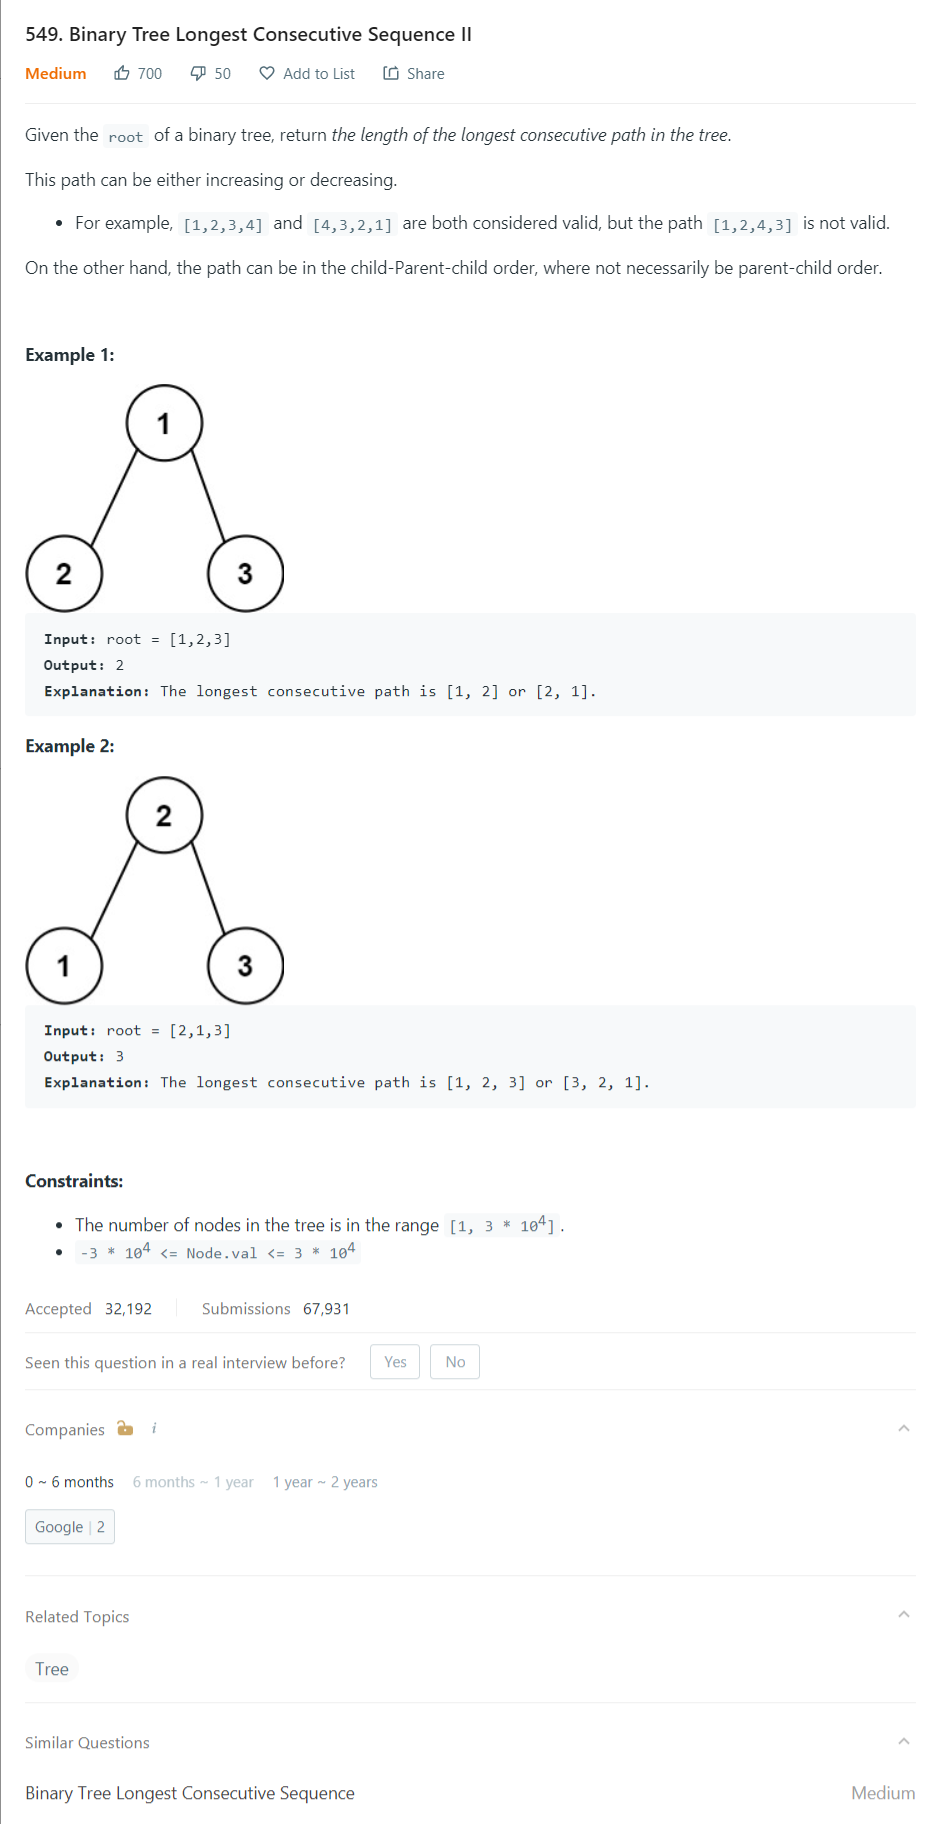 549. Binary Tree Longest Consecutive Sequence II
Medium 700 50 Add to List Share
Given the root of a binary tree, return the length of the longest consecutive path in the tree.
This path can be either increasing or decreasing.
• For example, [1,2,3,4] and [4,3,2,1] are both considered valid, but the path [1,2,4,3] is not valid.
On the other hand, the path can be in the child-Parent-child order, where not necessarily be parent-child order.
Example 1:
1
2 3
Input: root = [1,2,3]
Output: 2
Explanation: The longest consecutive path is [1, 2] or [2, 1].
Example 2:
2
1 3
Input: root = [2,1,3]
Output: 3
Explanation: The longest consecutive path is [1, 2, 3] or [3, 2, 1].
Constraints:
• The number of nodes in the tree is in the range [1, 3 * 10⁴].
• -3 * 10⁴ <= Node.val <= 3 * 10⁴
Accepted 32,192 Submissions 67,931
Seen this question in a real interview before? Yes No
Companies i
0 ~ 6 months 6 months ~ 1 year 1 year ~ 2 years
Google | 2
Related Topics
Tree
Similar Questions
Binary Tree Longest Consecutive Sequence Medium